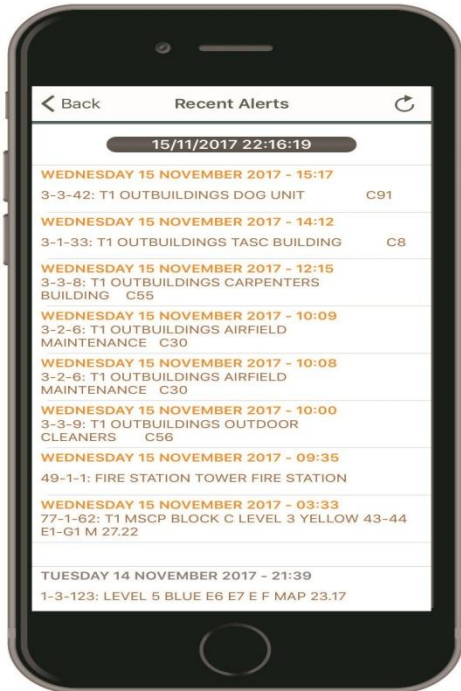 Back Recent Alerts
15/11/2017 22:16:19
WEDNESDAY 15 NOVEMBER 2017 - 15:17
3-3-42: T1 OUTBUILDINGS DOG UNIT C91
WEDNESDAY 15 NOVEMBER 2017 - 14:12
3-1-33: T1 OUTBUILDINGS TASC BUILDING C8
WEDNESDAY 15 NOVEMBER 2017 - 12:15
3-3-8: T1 OUTBUILDINGS CARPENTERS
BUILDING C55
WEDNESDAY 15 NOVEMBER 2017 - 10:09
3-2-6: T1 OUTBUILDINGS AIRFIELD
MAINTENANCE C30
WEDNESDAY 15 NOVEMBER 2017 - 10:08
3-2-6: T1 OUTBUILDINGS AIRFIELD
MAINTENANCE C30
WEDNESDAY 15 NOVEMBER 2017 - 10:00
3-3-9: T1 OUTBUILDINGS OUTDOOR
CLEANERS C56
WEDNESDAY 15 NOVEMBER 2017 - 09:35
49-1-1: FIRE STATION TOWER FIRE STATION
WEDNESDAY 15 NOVEMBER 2017 - 03:33
77-1-62: T1 MSCP BLOCK C LEVEL 3 YELLOW 43-44
E1-G1 M 27.22
TUESDAY 14 NOVEMBER 2017 - 21:39
1-3-123: LEVEL 5 BLUE E6 E7 E F MAP 23.17